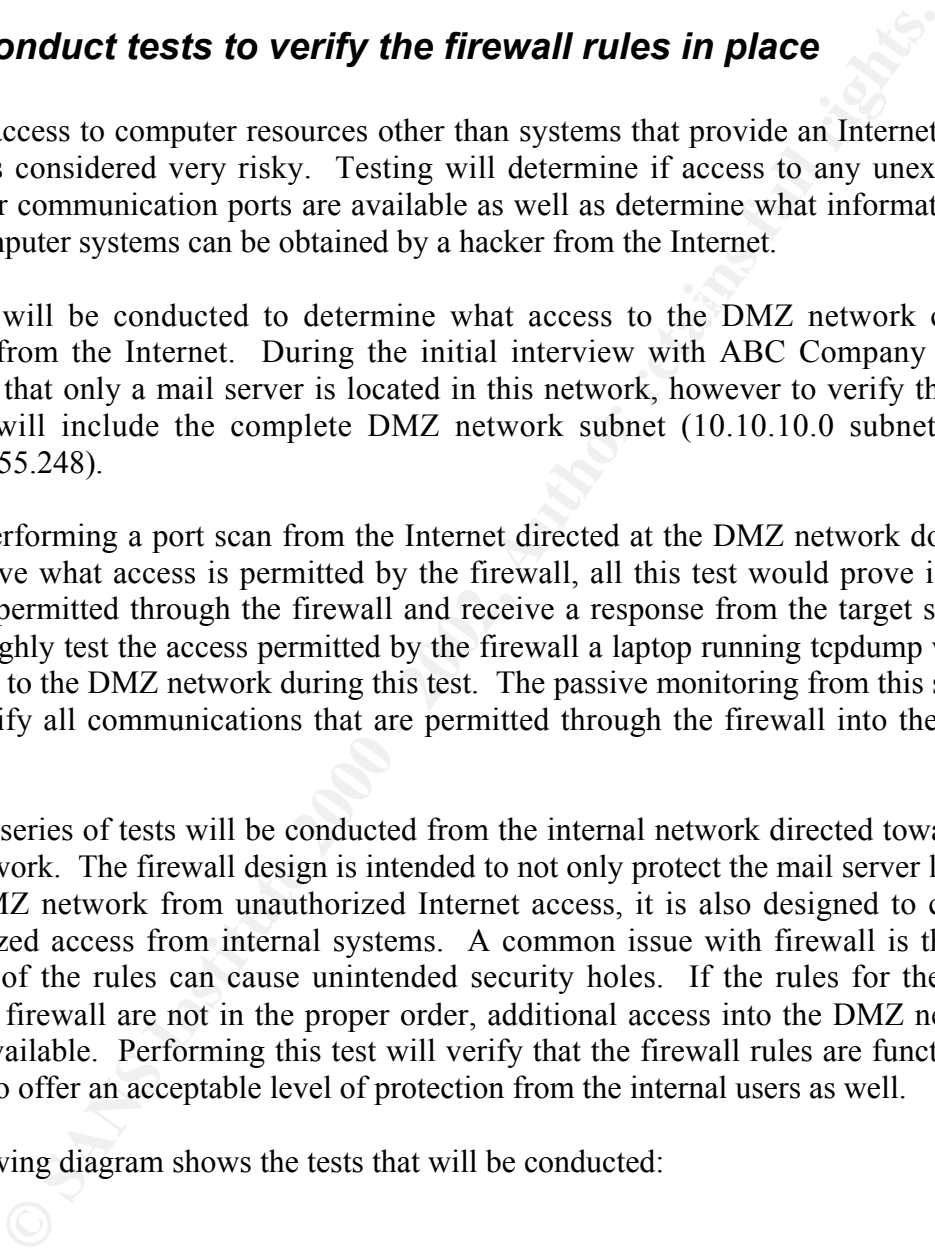 onduct tests to verify the firewall rules in place
access to computer resources other than systems that provide an Internet
s considered very risky. Testing will determine if access to any unex
r communication ports are available as well as determine what informat
nputer systems can be obtained by a hacker from the Internet.
will be conducted to determine what access to the DMZ network c
from the Internet. During the initial interview with ABC Company
that only a mail server is located in this network, however to verify th
will include the complete DMZ network subnet (10.10.10.0 subnet
55.248).
erforming a port scan from the Internet directed at the DMZ network do
ve what access is permitted by the firewall, all this test would prove i
permitted through the firewall and receive a response from the target s
ghly test the access permitted by the firewall a laptop running tcpdump w
to the DMZ network during this test. The passive monitoring from this s
ify all communications that are permitted through the firewall into the
series of tests will be conducted from the internal network directed towa
work. The firewall design is intended to not only protect the mail server l
MZ network from unauthorized Internet access, it is also designed to c
zed access from internal systems. A common issue with firewall is th
of the rules can cause unintended security holes. If the rules for the
firewall are not in the proper order, additional access into the DMZ ne
vailable. Performing this test will verify that the firewall rules are funct
o offer an acceptable level of protection from the internal users as well.
wing diagram shows the tests that will be conducted:
© SANS Institute 2000 - 2002, Author retains full rights.